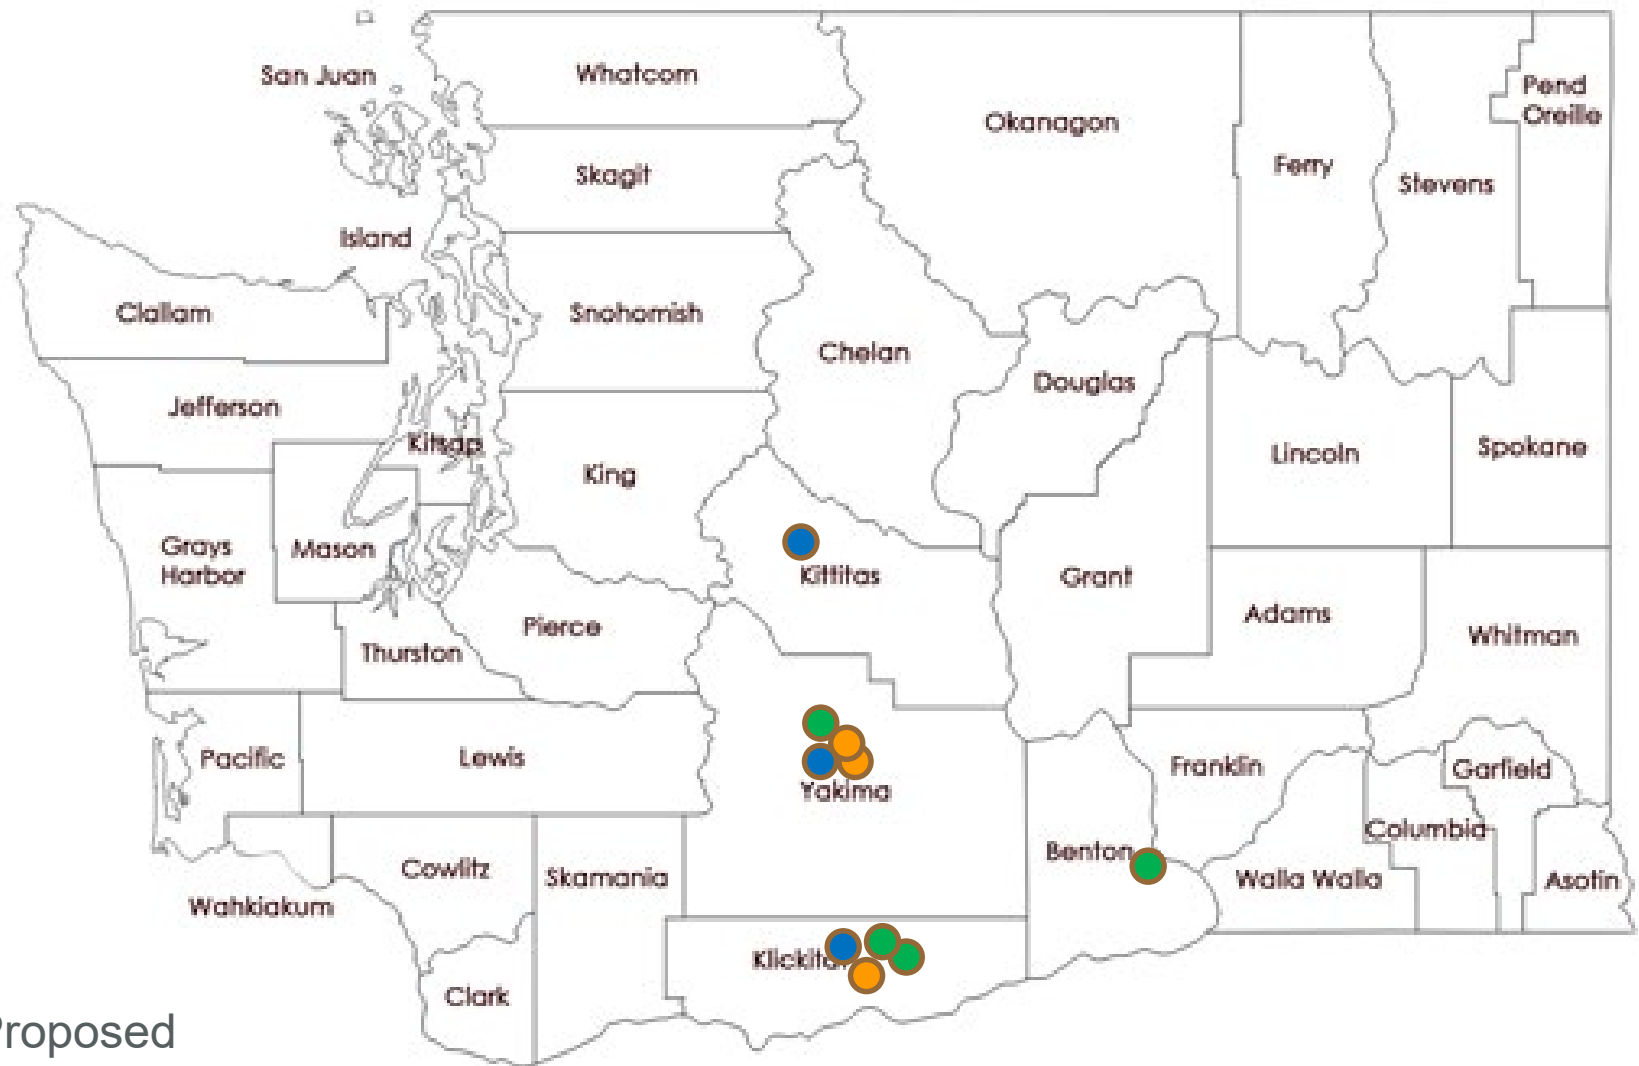 San Juan
Whatcom
Okanagon
Pend
Oreille
Ferry
Stevens
Skagit
Island
Clallam
Snohomish
Chelan
Douglas
Jefferson
Kitsap
King
Lincoln
Spokane
Grays
Harbor
Mason
Kittitas
Grant
Adams
Whitman
Pierce
Thurston
Pacific
Lewis
Yakima
Franklin
Garfield
Columbia
Benton
Cowlitz
Skamania
Walla Walla
Asotin
Wahkiakum
Klickitat
Clark
Proposed